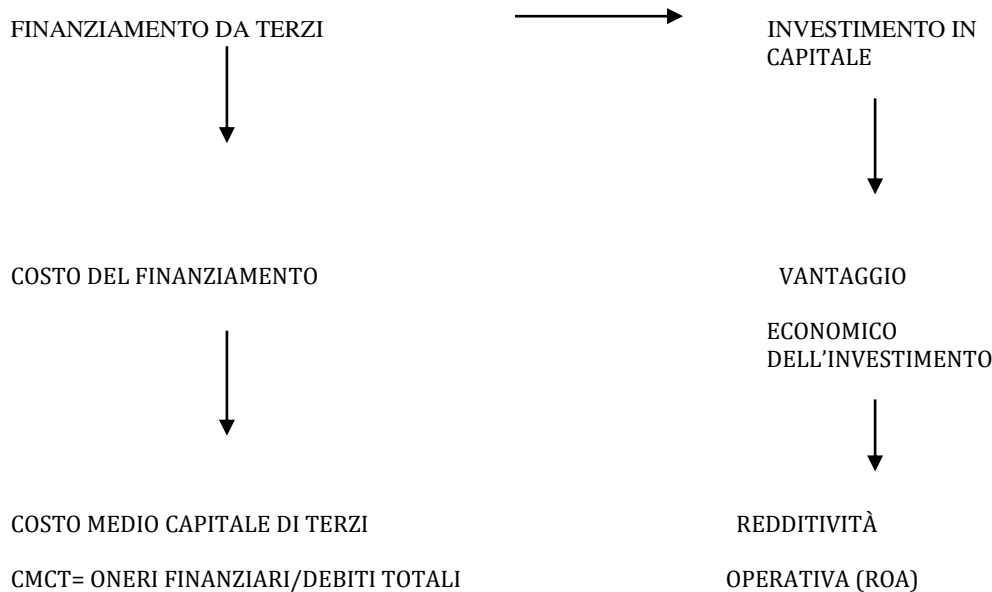 FINANZIAMENTO DA TERZI
INVESTIMENTO IN
CAPITALE
COSTO DEL FINANZIAMENTO
VANTAGGIO
ECONOMICO
DELL’INVESTIMENTO
COSTO MEDIO CAPITALE DI TERZI
REDDITIVITÀ
CMCT= ONERI FINANZIARI/DEBITI TOTALI
OPERATIVA (ROA)